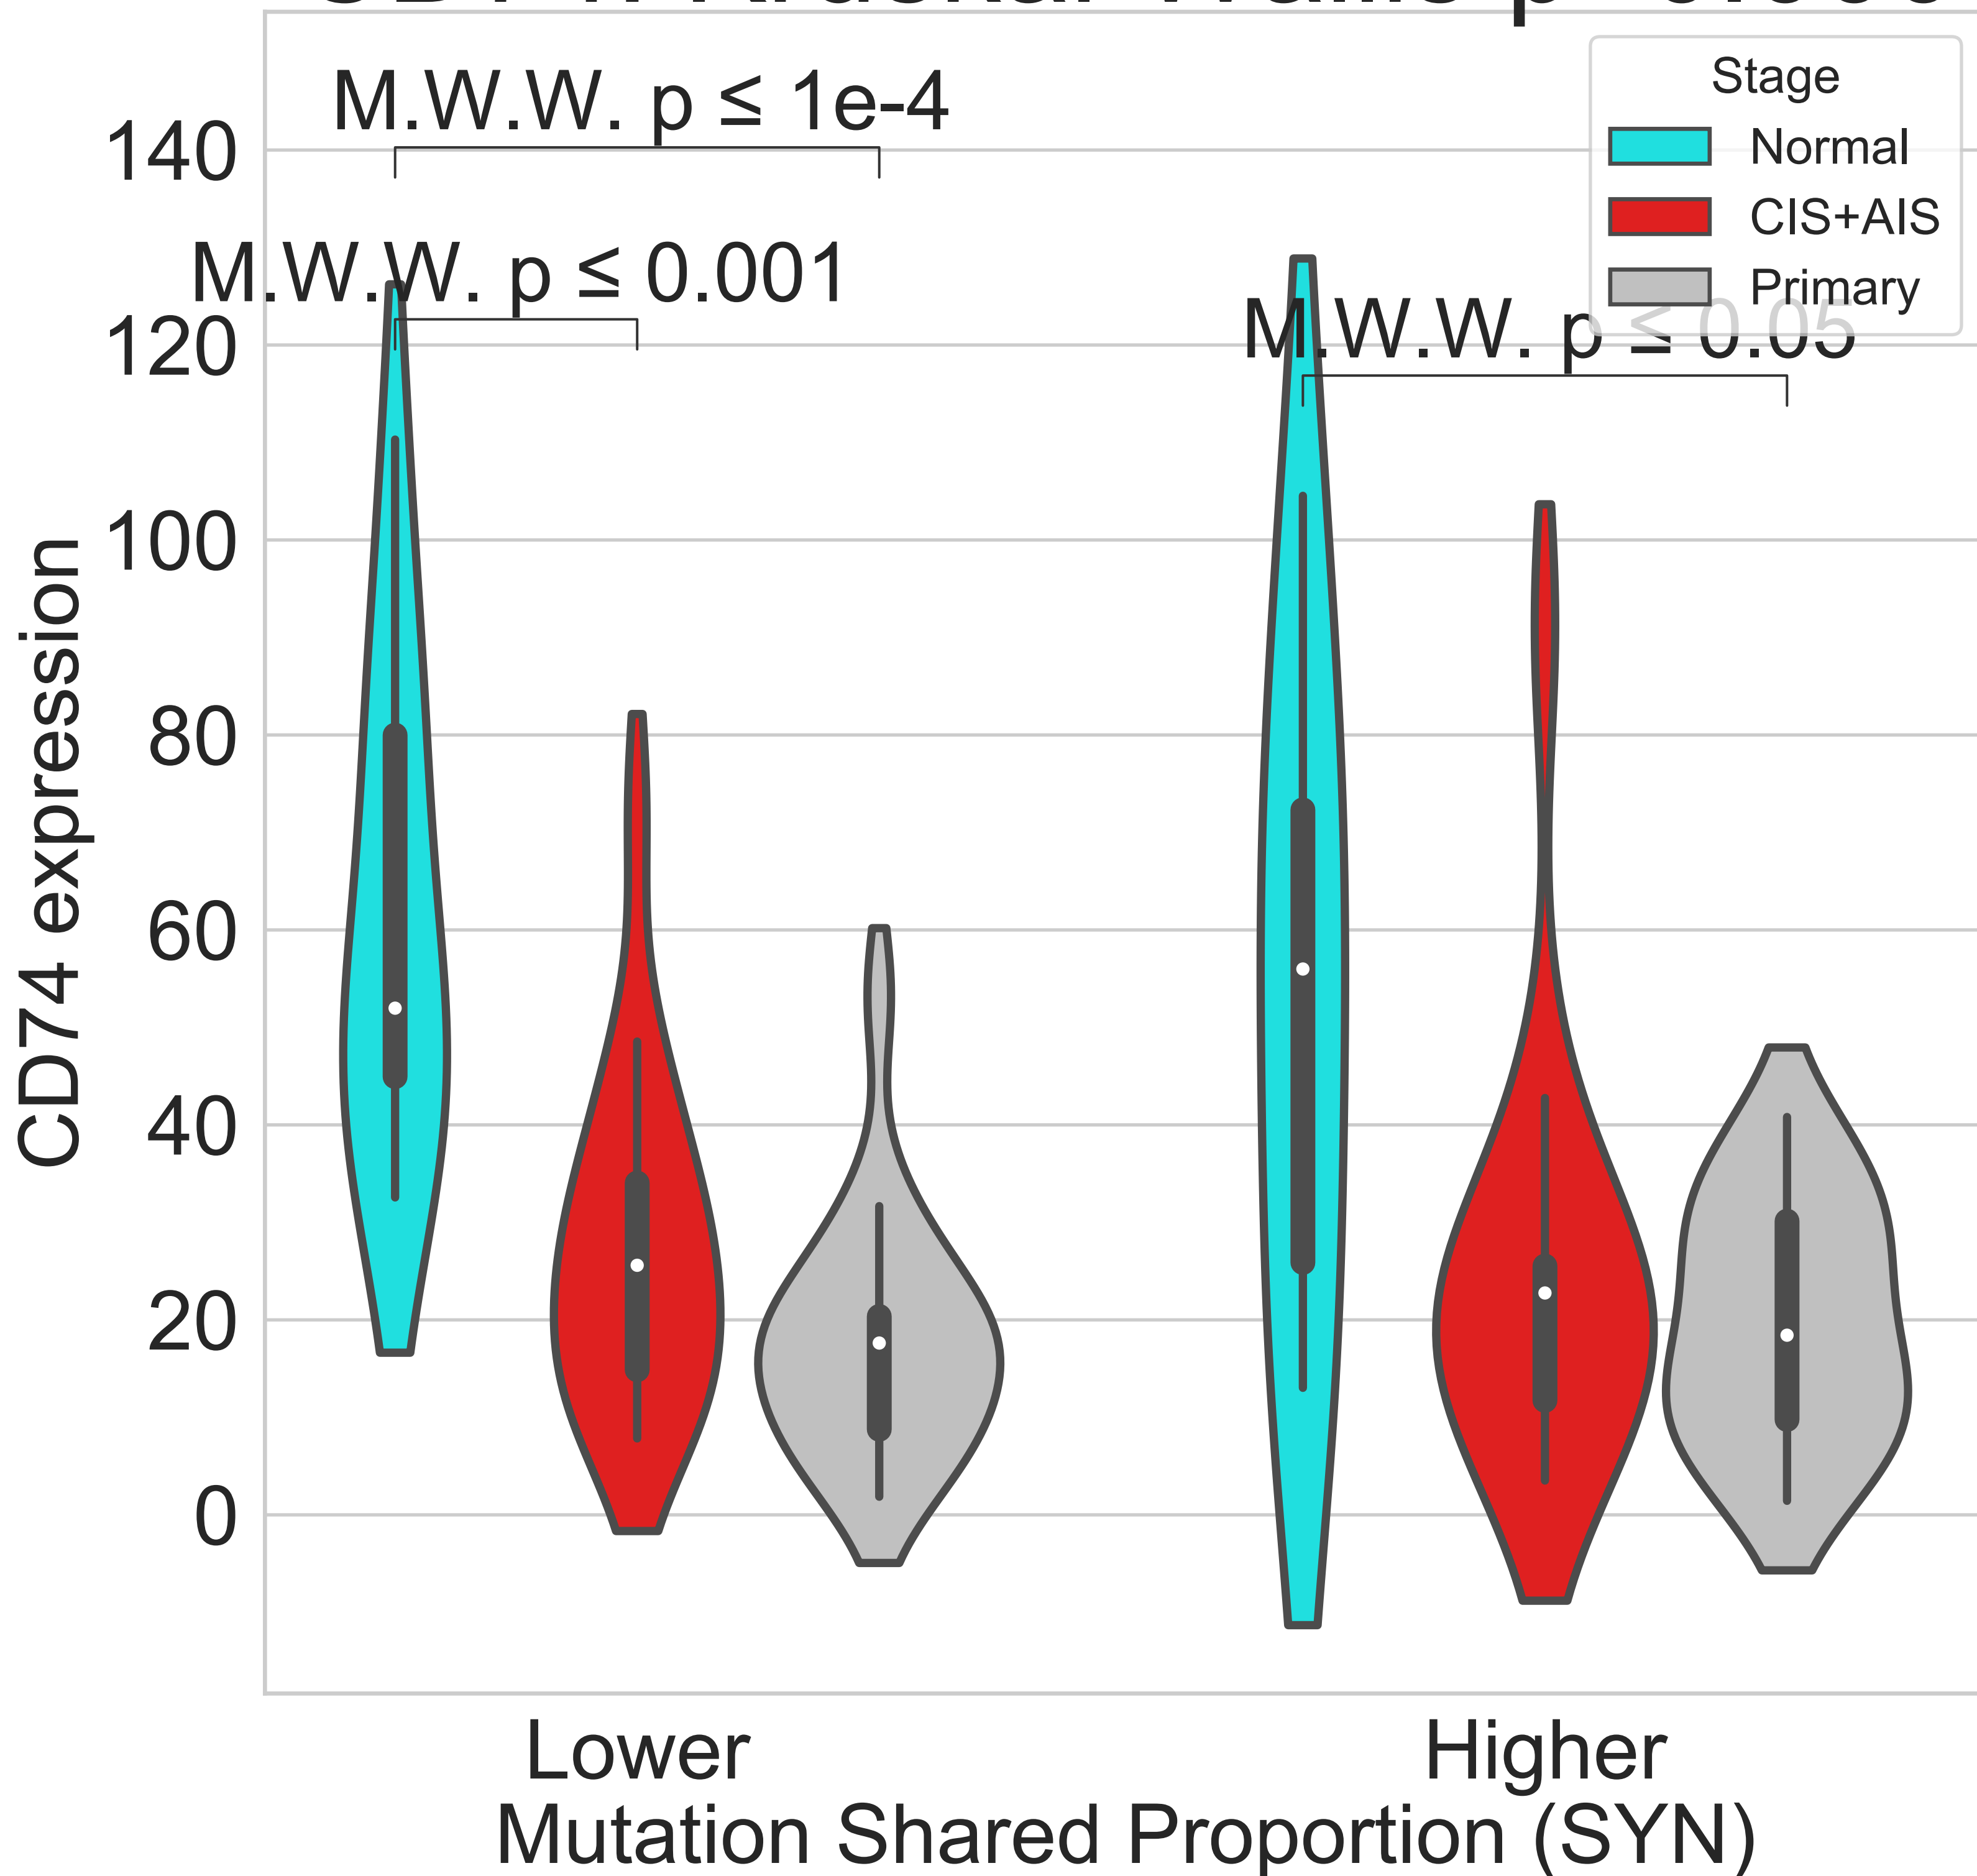 M.W.W. p ≤ 1e-4
M.W.W. p ≤ 0.001
M.W.W. p ≤ 0.05
Stage
Normal
CIS+AIS
Primary
CD74 expression
140
120
100
80
60
40
20
0
Lower Higher
Mutation Shared Proportion (SYN)